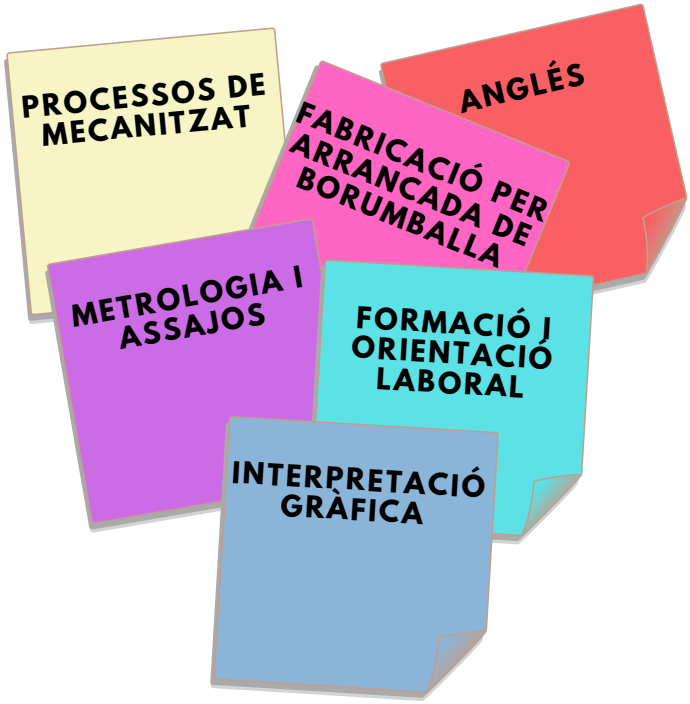 PROCESSOS DE
MECANITZAT
FABRICACIÓ PER
ARRANCADA DE
BORUMBALLA
ANGLÉS
METROLOGIA I
ASSAJOS
FORMACIÓ I
ORIENTACIÓ
LABORAL
INTERPRETACIÓ
GRÀFICA